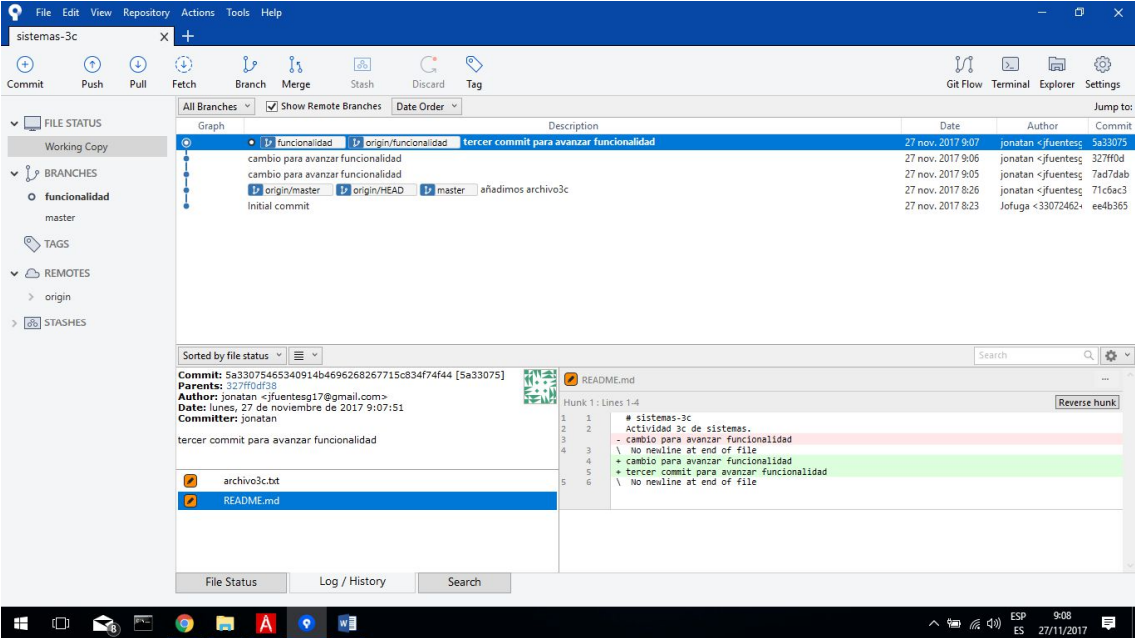 File Edit View Repository Actions Tools Help
sistemas-3c X +
Commit Push Pull Fetch Branch Merge Stash Discard Tag Git Flow Terminal Explorer Settings
All Branches Show Remote Branches Date Order Jump to:
FILE STATUS
Working Copy
BRANCHES
funcionalidad
master
TAGS
REMOTES
origin
STASHES
Graph Description Date Author Commit
funcionalidad origin/funcionalidad tercer commit para avanzar funcionalidad 27 nov. 2017 9:07 jonatan <jfuentesg 5a33075
cambio para avanzar funcionalidad 27 nov. 2017 9:06 jonatan <jfuentesg 327ff0d
cambio para avanzar funcionalidad 27 nov. 2017 9:05 jonatan <jfuentesg 7ad7dab
origin/master origin/HEAD master añadimos archivo3c 27 nov. 2017 8:26 jonatan <jfuentesg 71c6ac3
Initial commit 27 nov. 2017 8:23 Jofuga <33072462+ ee4b365
Sorted by file status Search
Commit: 5a33075465340914b4696268267715c834f74f44 [5a33075]
Parents: 327ff0df38
Author: jonatan <jfuentesg17@gmail.com>
Date: lunes, 27 de noviembre de 2017 9:07:51
Committer: jonatan
tercer commit para avanzar funcionalidad
archivo3c.txt
README.md
README.md ...
Hunk 1 : Lines 1-4 Reverse hunk
1 1 # sistemas-3c
2 2 Actividad 3c de sistemas.
3 - cambio para avanzar funcionalidad
4 3 \ No newline at end of file
4 + cambio para avanzar funcionalidad
5 + tercer commit para avanzar funcionalidad
5 6 \ No newline at end of file
File Status Log / History Search
8 ESP 9:08
ES 27/11/2017